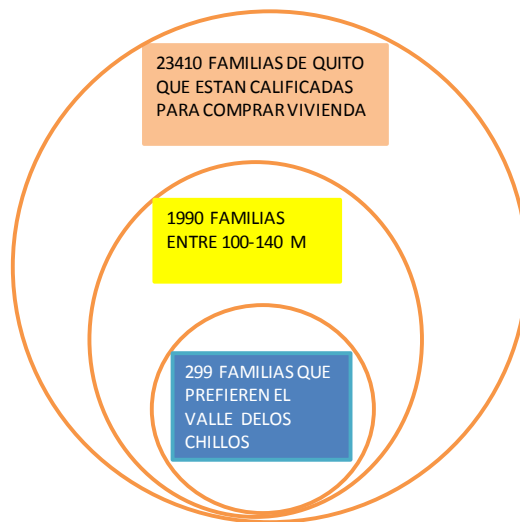 23410 FAMILIAS DE QUITO
QUE ESTAN CALIFICADAS
PARA COMPRAR VIVIENDA
1990 FAMILIAS
ENTRE 100-140 M
299 FAMILIAS QUE
PREFIEREN EL
VALLE DELOS
CHILLOS